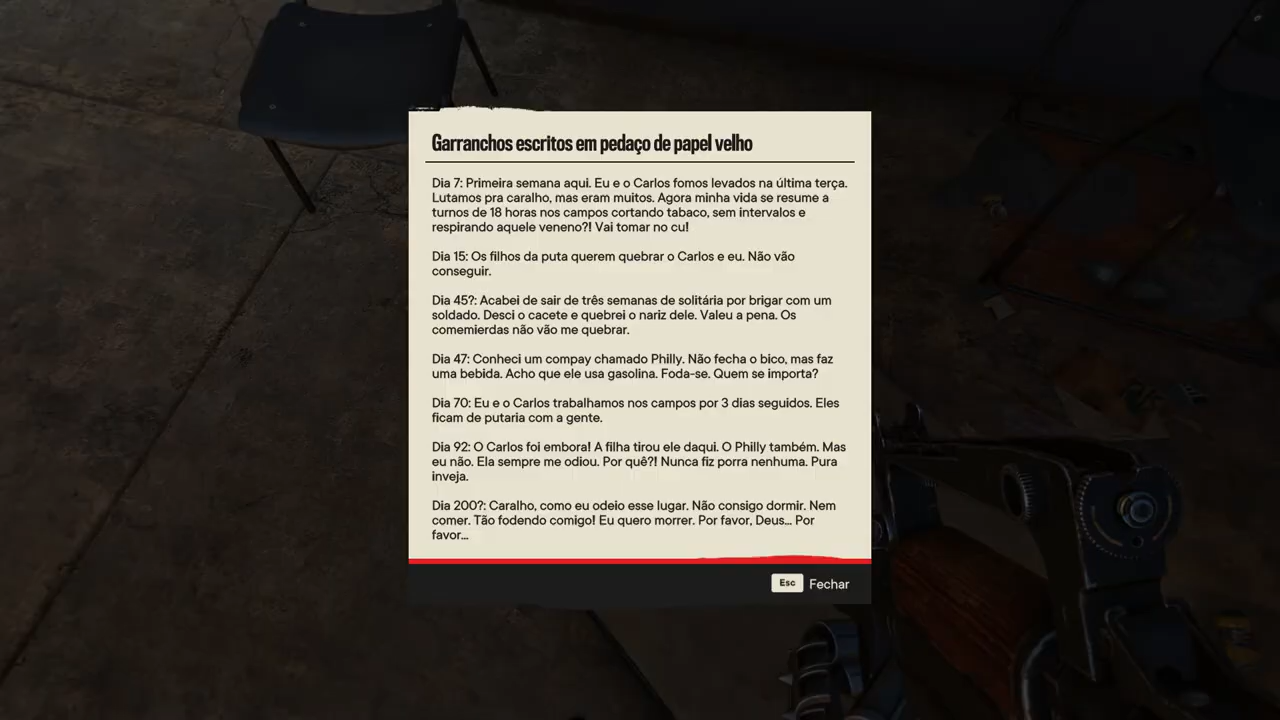 Garranchos escritos em pedaço de papel velho
Dia 7: Primeira semana aqui. Eu e o Carlos fomos levados na última terça.
Lutamos pra caralho, mas eram muitos. Agora minha vida se resume a
turnos de 18 horas nos campos cortando tabaco, sem intervalos e
respirando aquele veneno?! Vai tomar no cu!
Dia 15: Os filhos da puta querem quebrar o Carlos e eu. Não vão
conseguir.
Dia 45?: Acabei de sair de três semanas de solitária por brigar com um
soldado. Desci o cacete e quebrei o nariz dele. Valeu a pena. Os
comemierdas não vão me quebrar.
Dia 47: Conheci um compay chamado Philly. Não fecha o bico, mas faz
uma bebida. Acho que ele usa gasolina. Foda-se. Quem se importa?
Dia 70: Eu e o Carlos trabalhamos nos campos por 3 dias seguidos. Eles
ficam de putaria com a gente.
Dia 92: O Carlos foi embora! A filha tirou ele daqui. O Philly também. Mas
eu não. Ela sempre me odiou. Por quê?! Nunca fiz porra nenhuma. Pura
inveja.
Dia 200?: Caralho, como eu odeio esse lugar. Não consigo dormir. Nem
comer. Tão fodendo comigo! Eu quero morrer. Por favor, Deus... Por
favor...
Esc Fechar